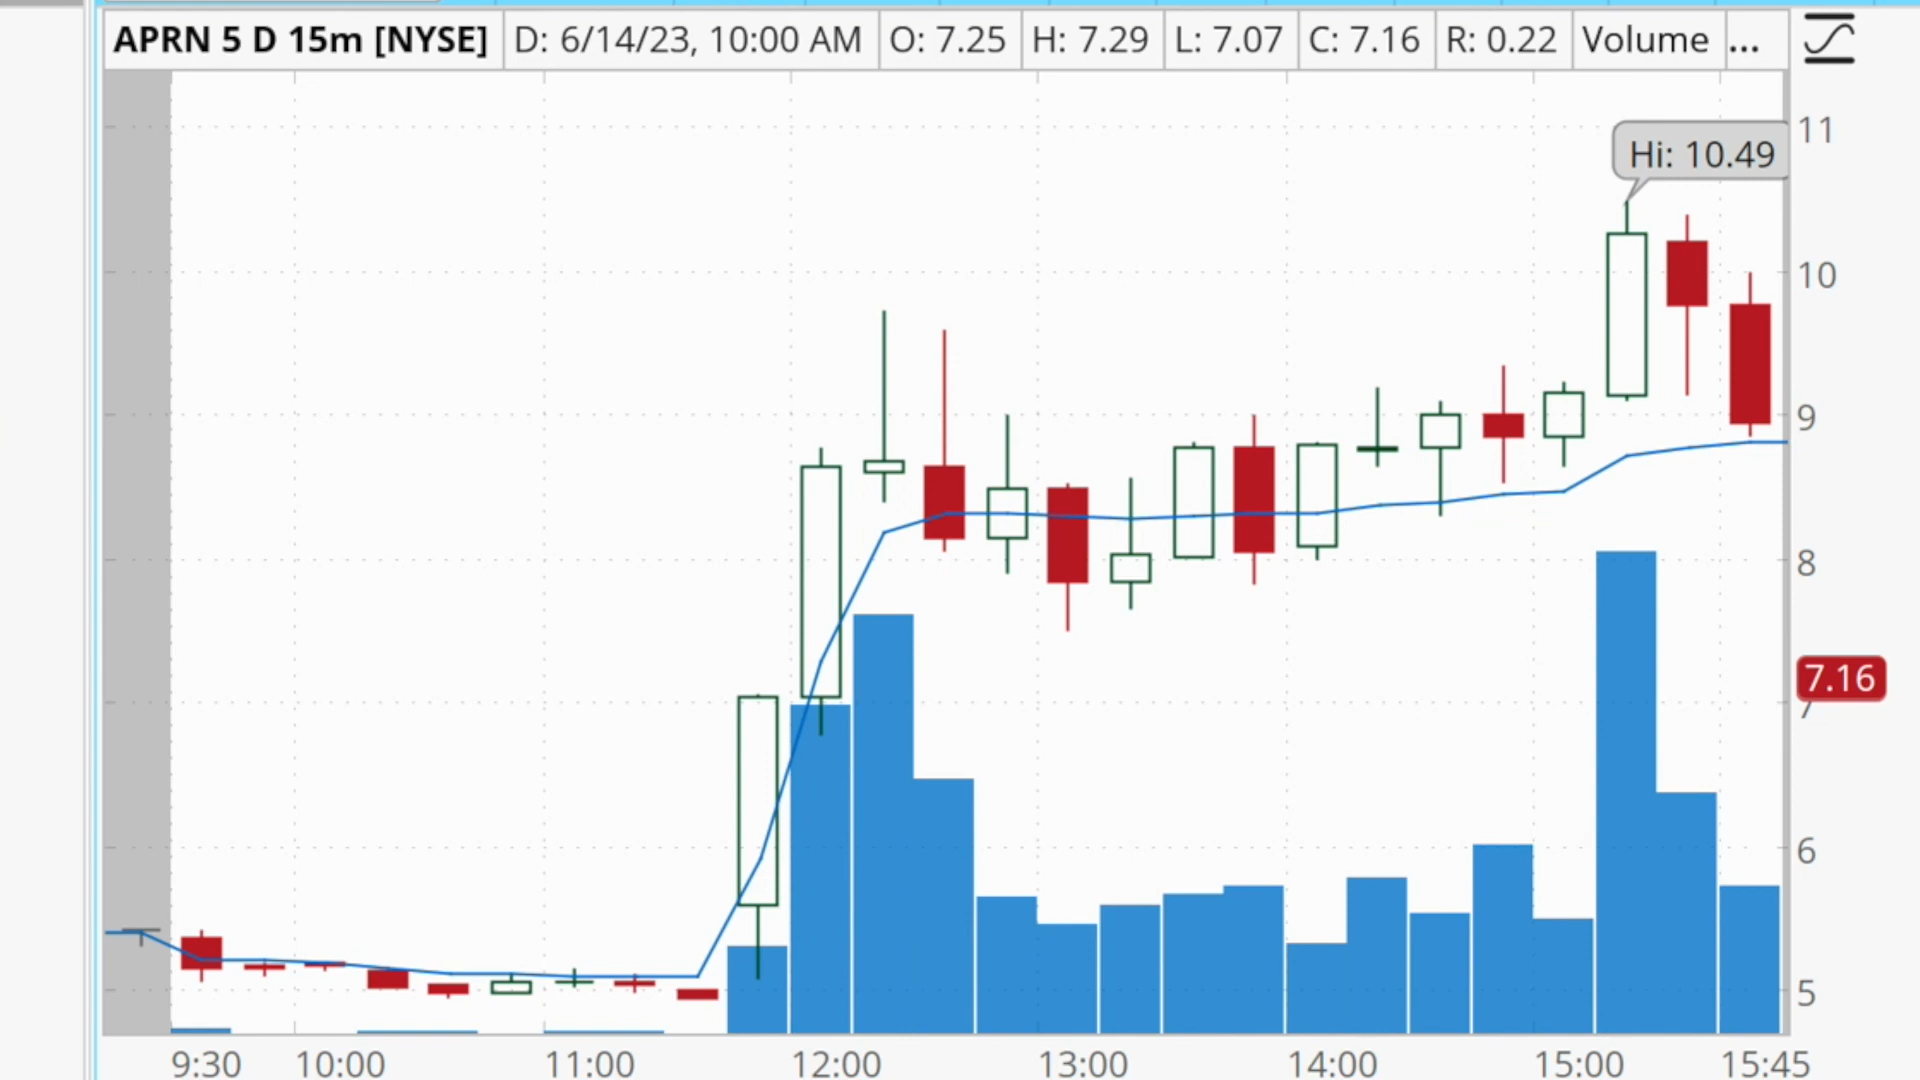 APRN 5 D 15m [NYSE] D: 6/14/23, 10:00 AM O: 7.25 H: 7.29 L: 7.07 C: 7.16 R: 0.22 Volume ...
11
Hi: 10.49
10
9
8
7.16
7
6
5
9:30 10:00 11:00 12:00 13:00 14:00 15:00 15:45